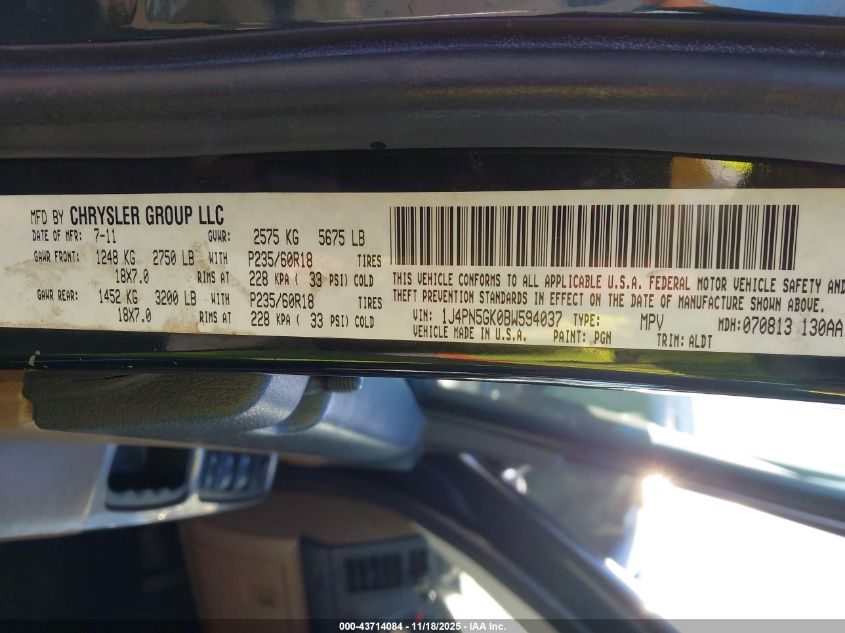 MFD BY CHRYSLER GROUP LLC
DATE OF MFR: 7-11 GVWR: 2575 KG 5675 LB
GAWR FRONT: 1248 KG 2750 LB WITH P235/60R18 TIRES
18X7.0 RIMS AT 228 KPA ( 33 PSI) COLD
GAWR REAR: 1452 KG 3200 LB WITH P235/60R18 TIRES
18X7.0 RIMS AT 228 KPA ( 33 PSI) COLD
THIS VEHICLE CONFORMS TO ALL APPLICABLE U.S.A. FEDERAL MOTOR VEHICLE SAFETY AND
THEFT PREVENTION STANDARDS IN EFFECT ON THE DATE OF MANUFACTURE SHOWN ABOVE.
VIN: 1J4PN5GK0BW594037 TYPE: MPV MDH:070813 130AA
VEHICLE MADE IN U.S.A. PAINT: PGN TRIM: ALDT
000-43714084 - 11/18/2025 - IAA Inc.